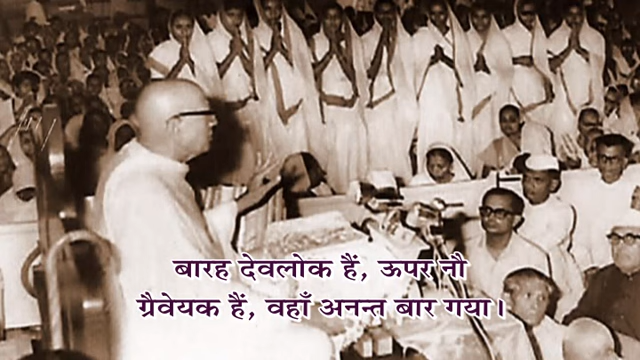 बारह देवलोक हैं, ऊपर नौ
ग्रैवेयक हैं, वहाँ अनन्त बार गया।